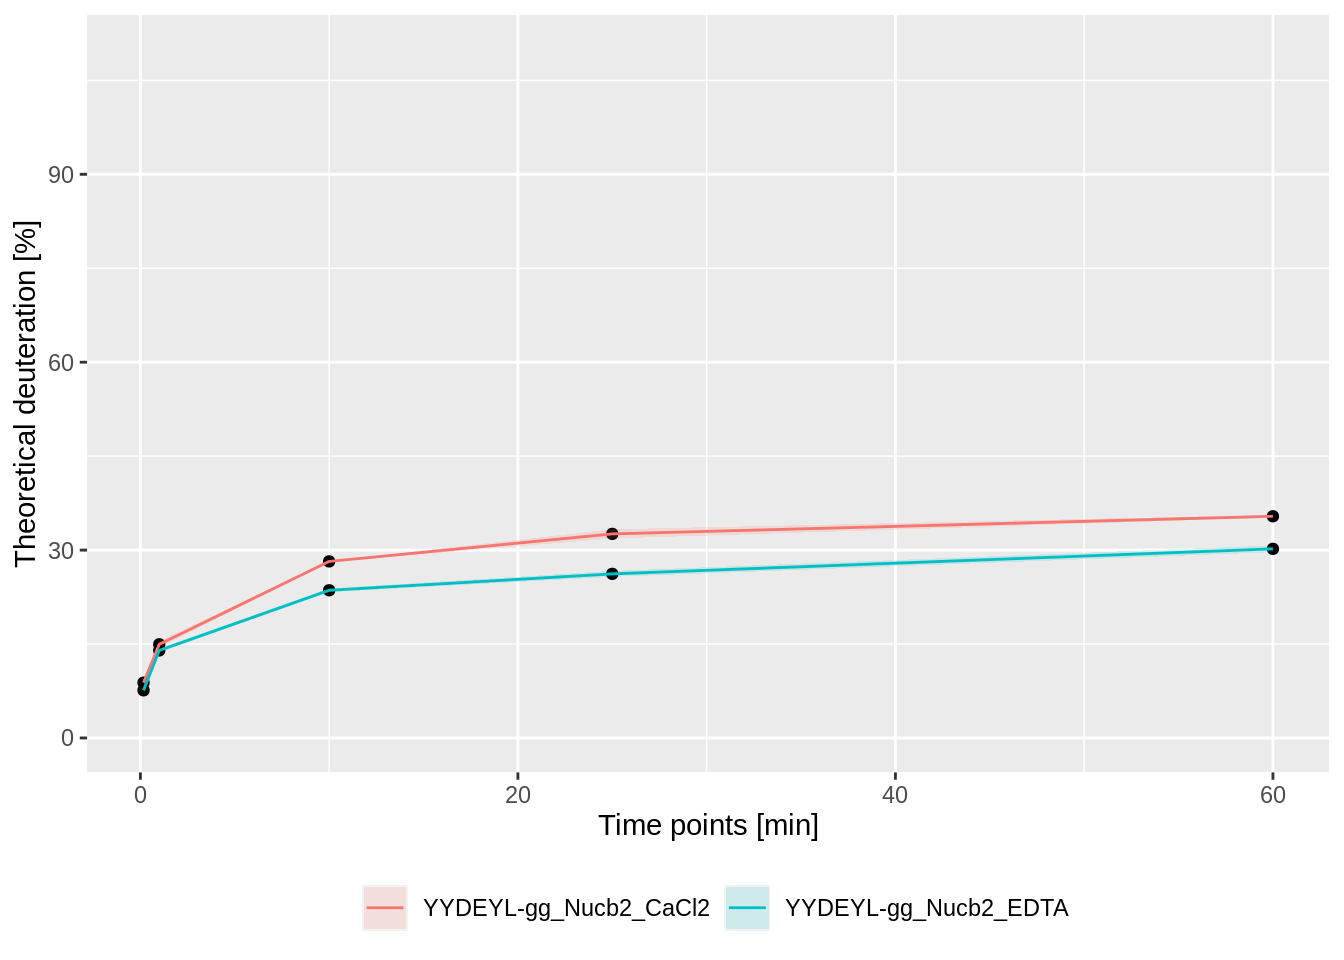 Theoretical deuteration [%]
90
60
30
0
0 20 40 60
Time points [min]
YYDEYL-gg_Nucb2_CaCl2 YYDEYL-gg_Nucb2_EDTA